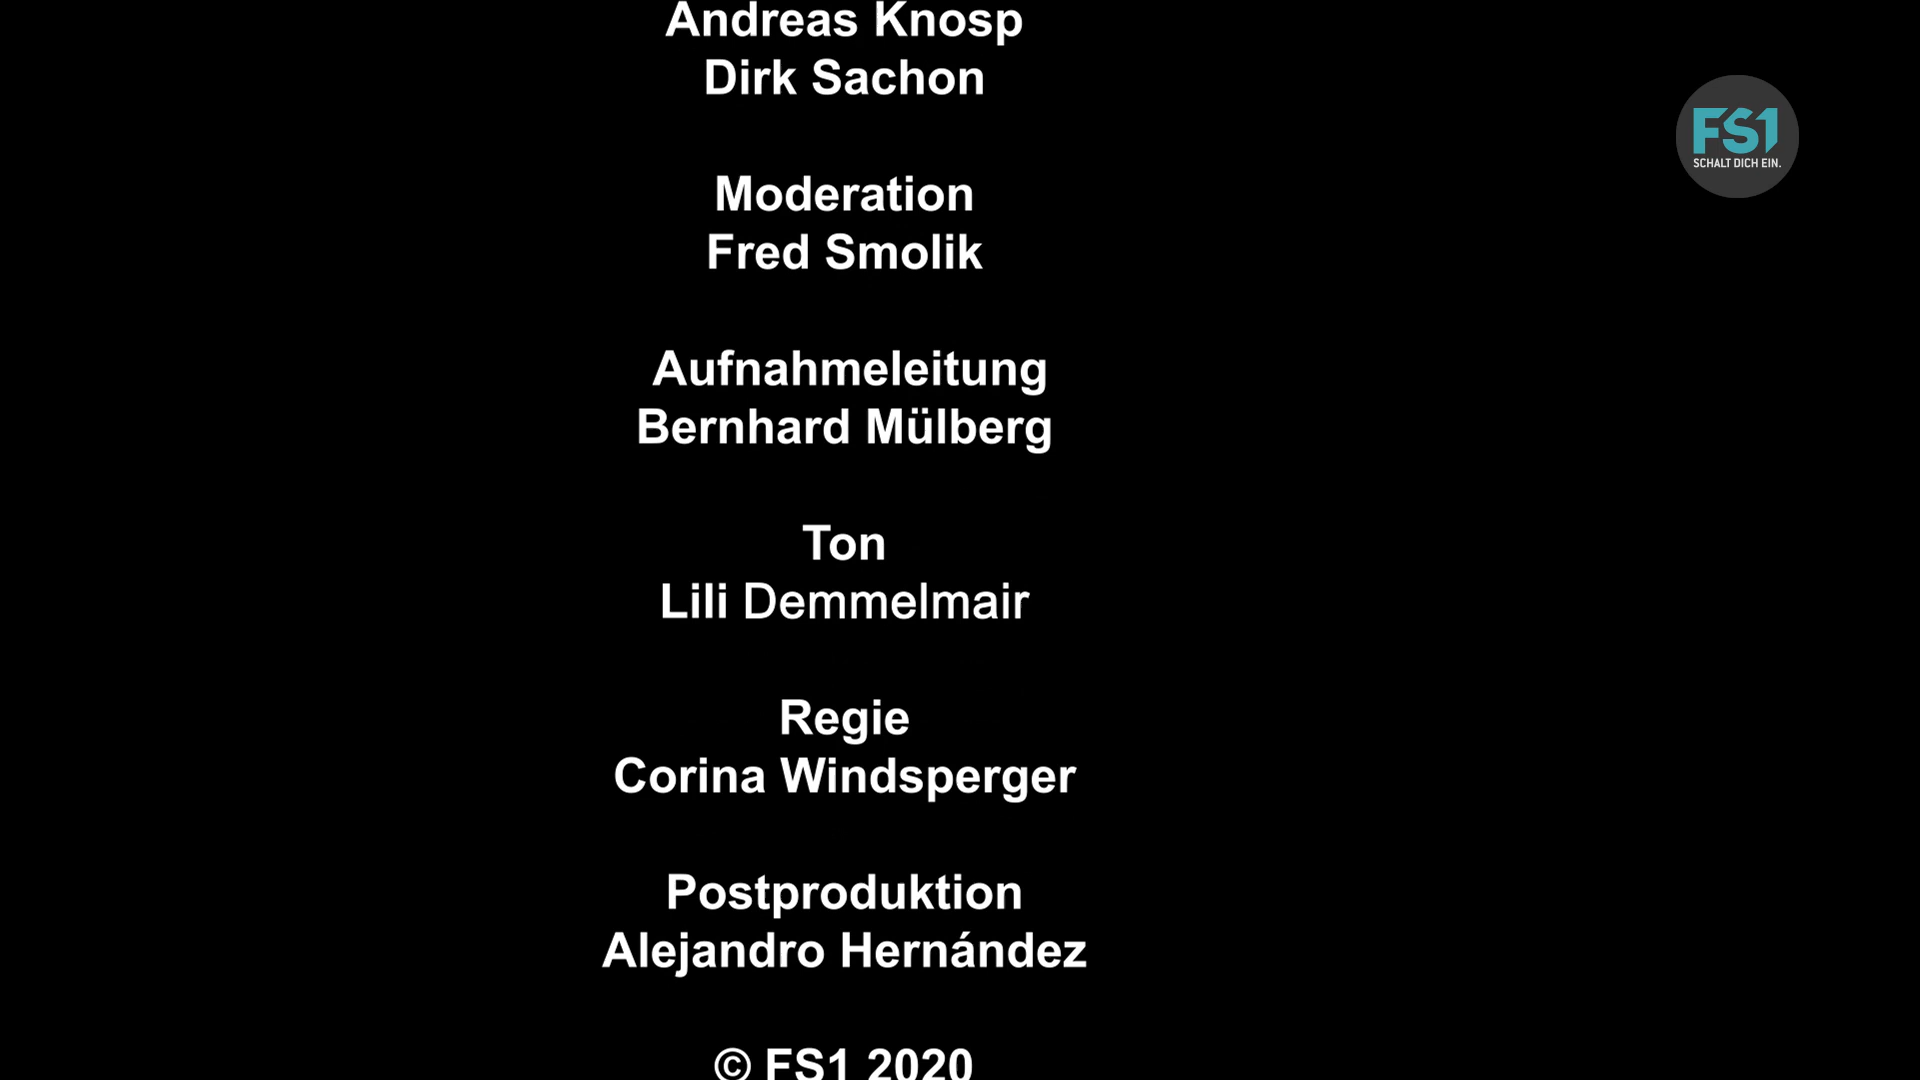 Andreas Knosp
Dirk Sachon
FS1
SCHALT DICH EIN.
Moderation
Fred Smolik
Aufnahmeleitung
Bernhard Mülberg
Ton
Lili Demmelmair
Regie
Corina Windsperger
Postproduktion
Alejandro Hernández
© FS1 2020